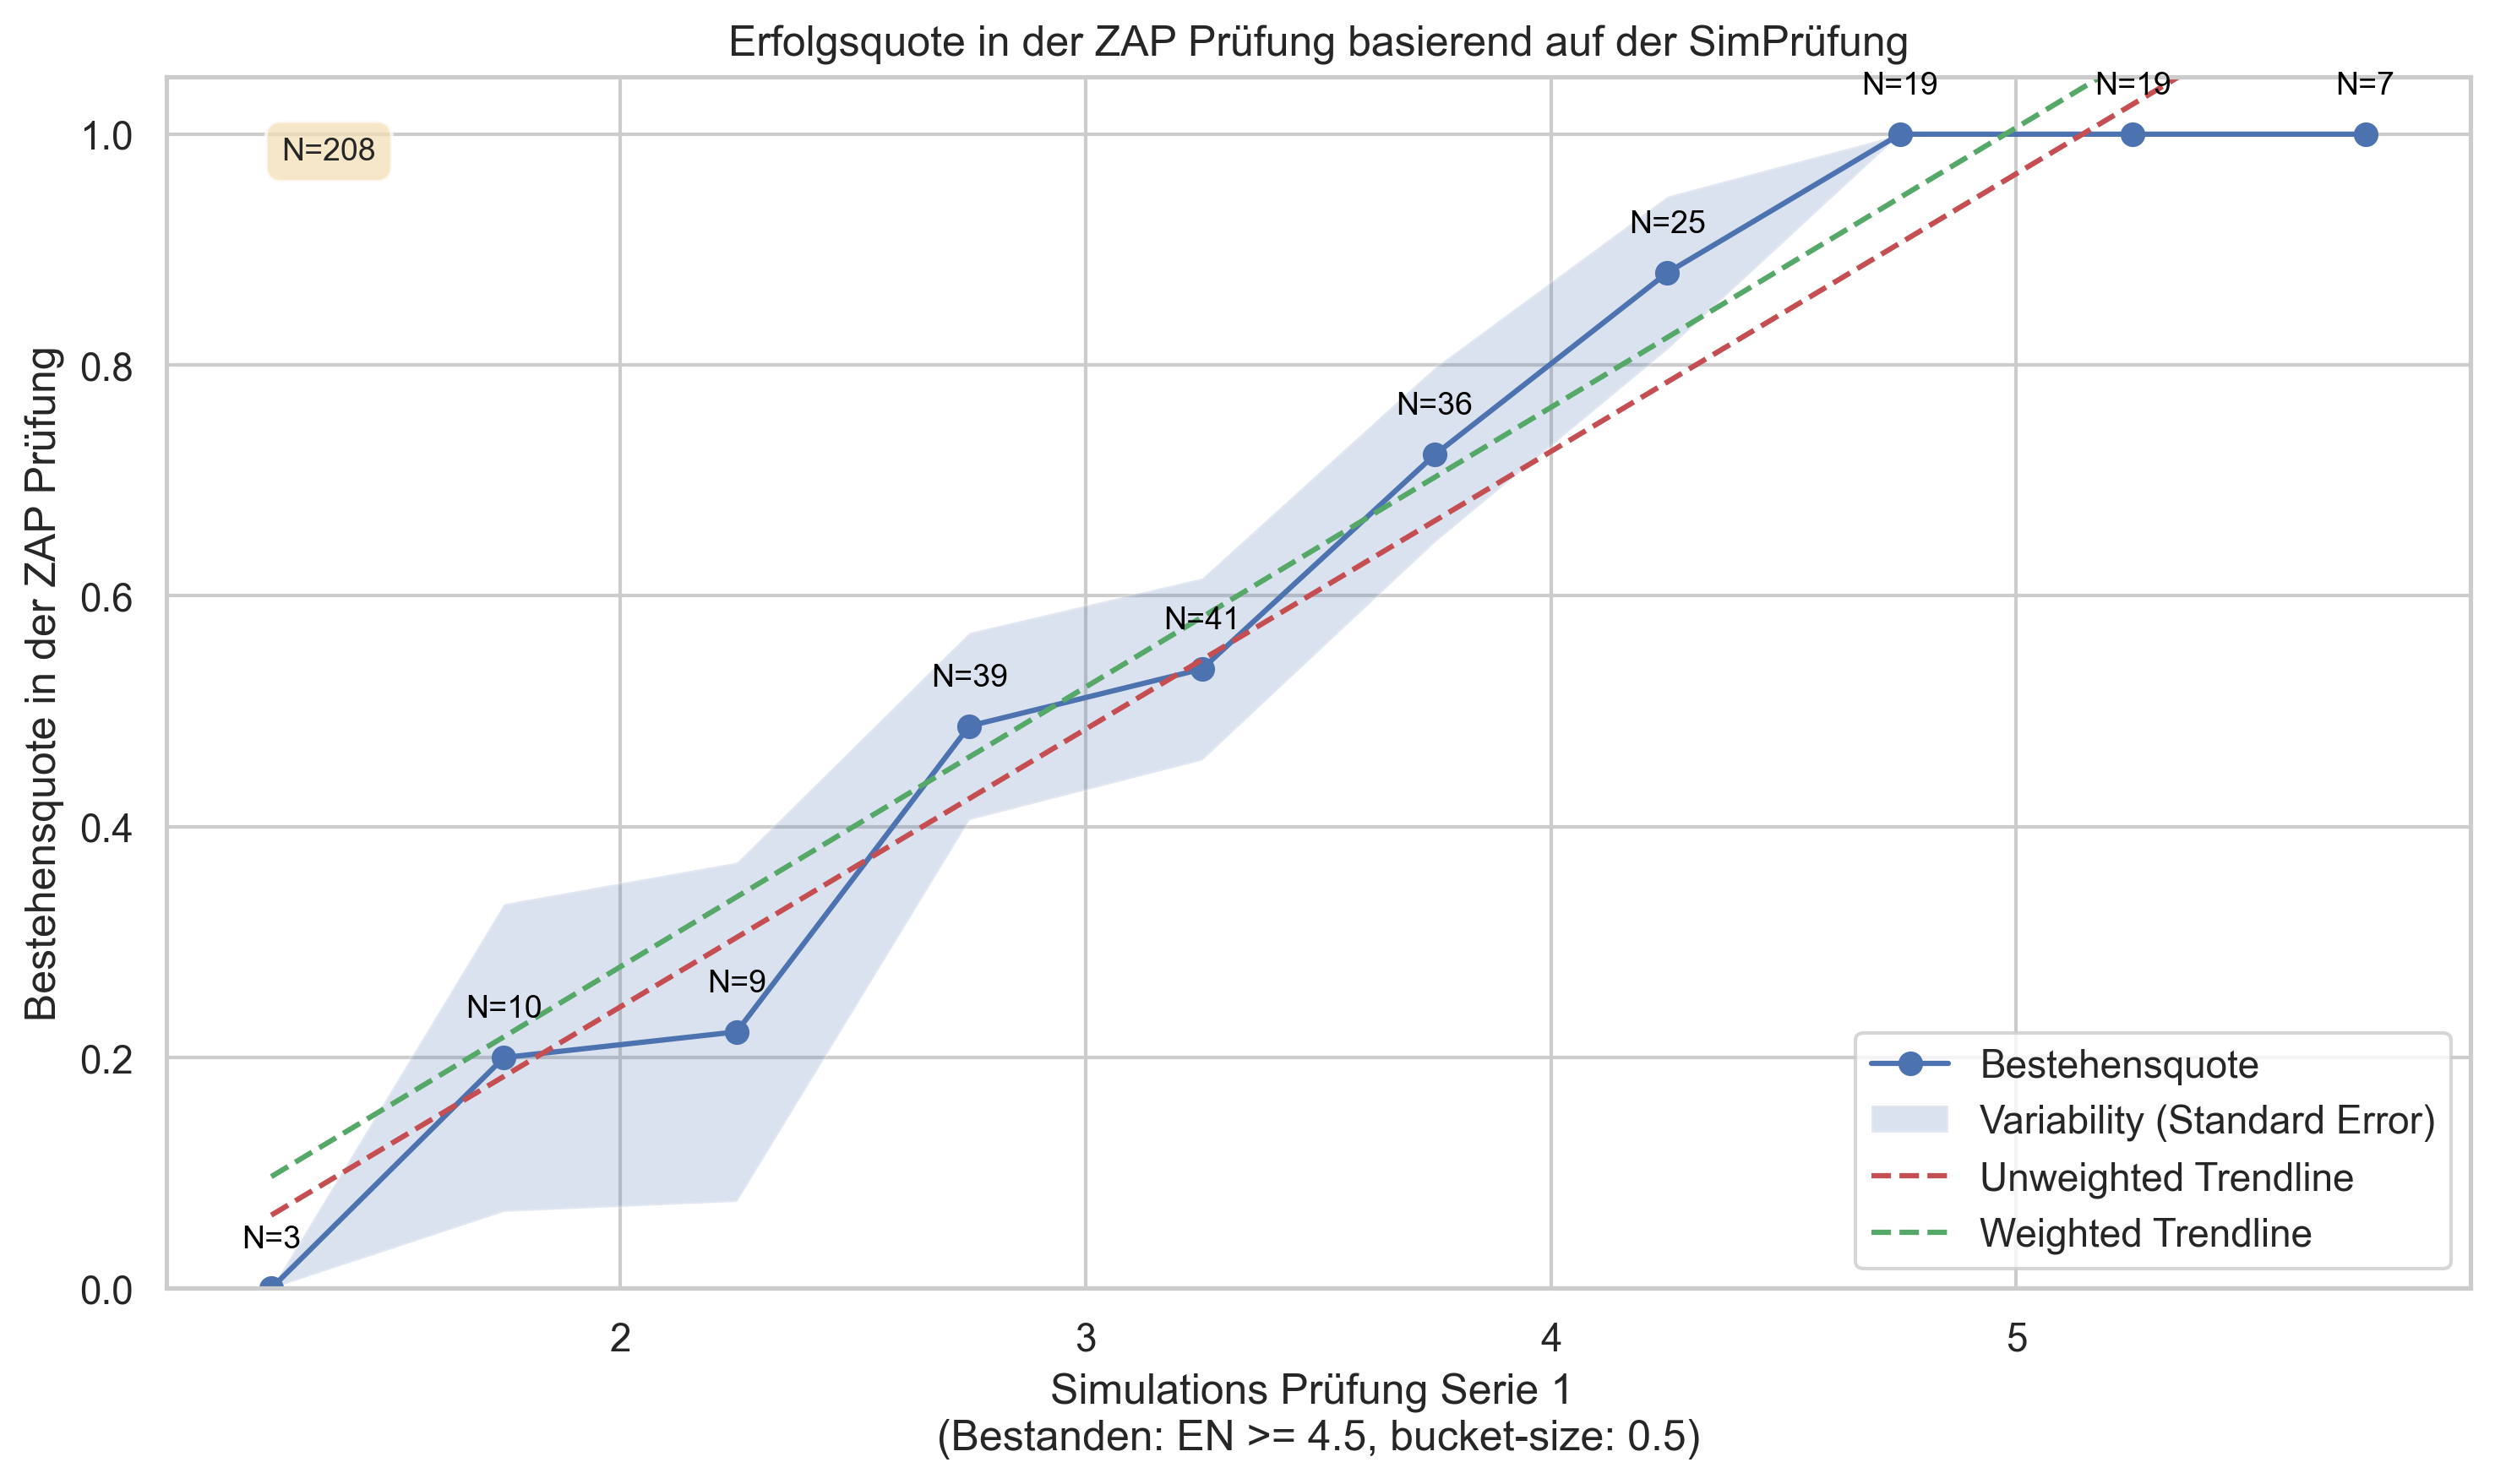 Erfolgsquote in der ZAP Prüfung basierend auf der SimPrüfung
N=208
N=3
N=10
N=9
N=39
N=41
N=36
N=25
N=19
N=19
N=7
Bestehensquote in der ZAP Prüfung
1.0
0.8
0.6
0.4
0.2
0.0
2
3
4
5
Simulations Prüfung Serie 1
(Bestanden: EN >= 4.5, bucket-size: 0.5)
Bestehensquote
Variability (Standard Error)
Unweighted Trendline
Weighted Trendline